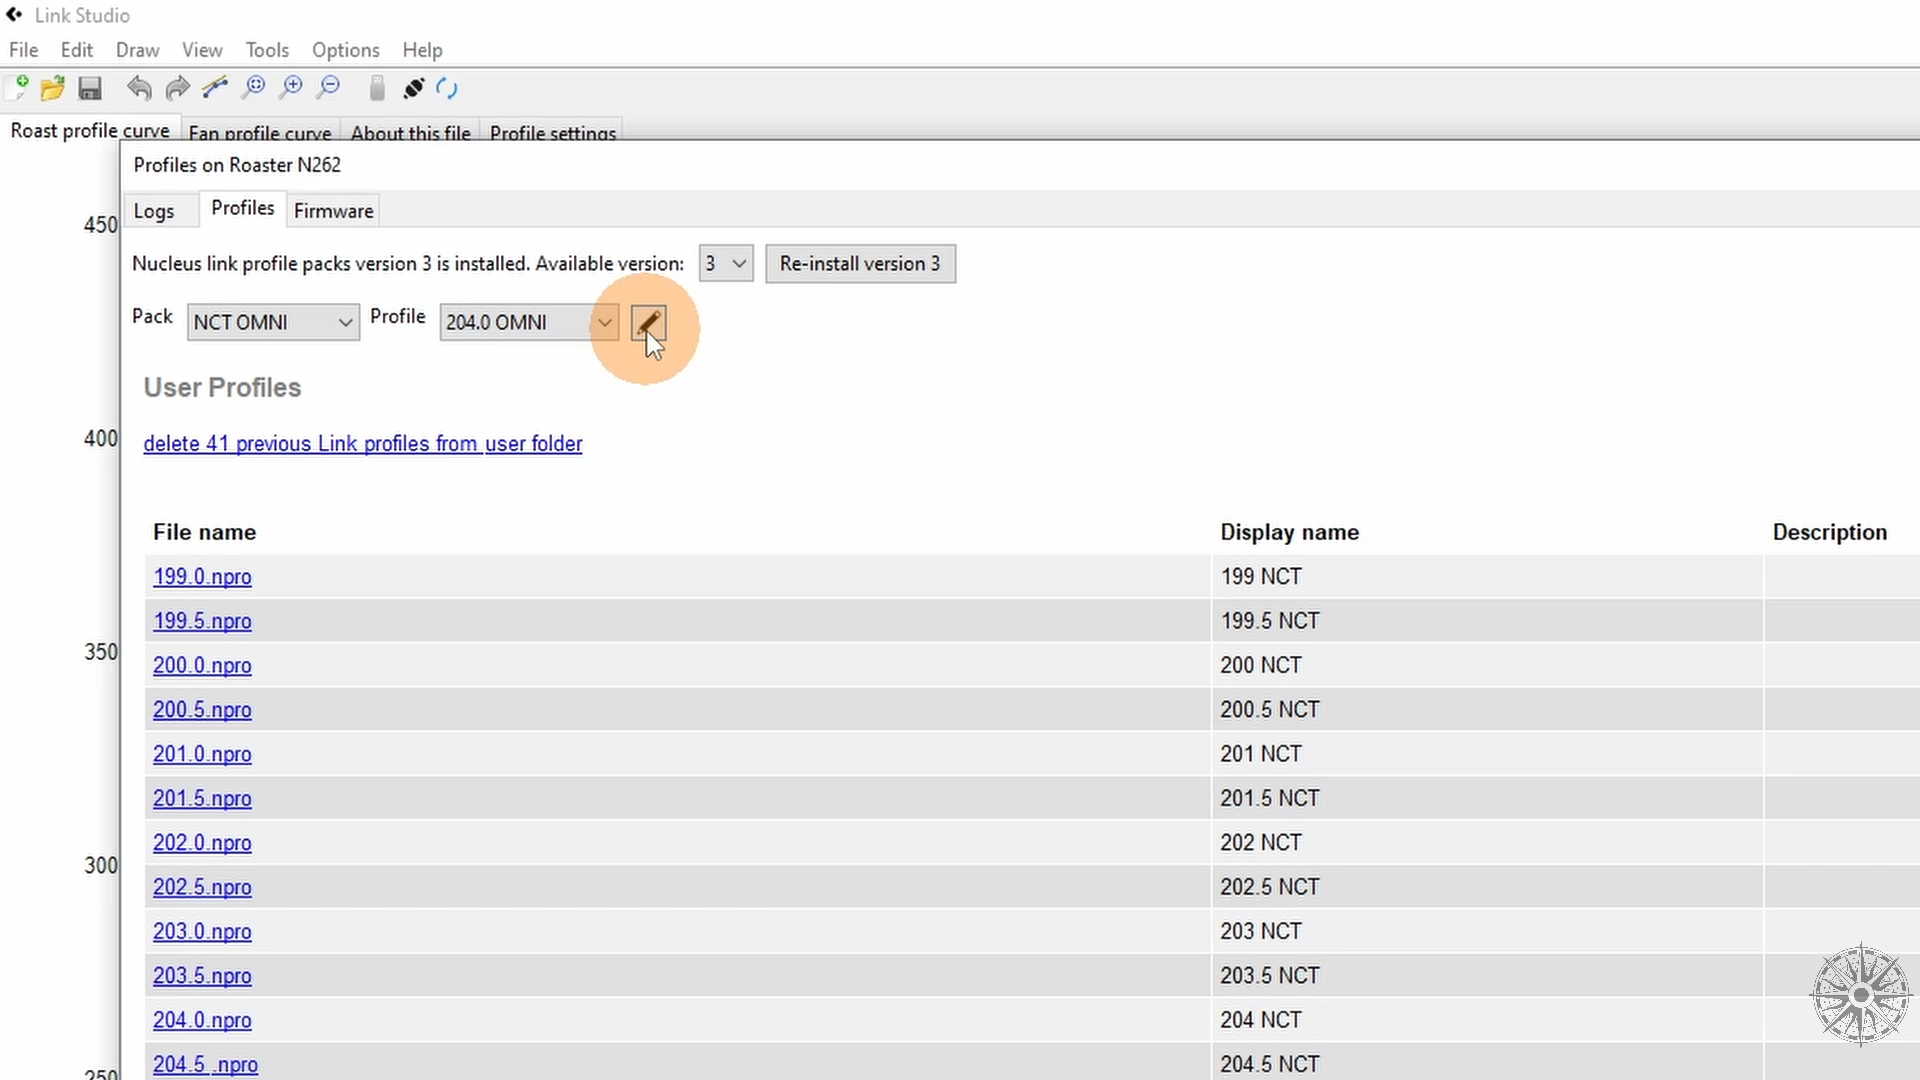 Link Studio
File Edit Draw View Tools Options Help
Roast profile curve Fan profile curve About this file Profile settings
Profiles on Roaster N262
Logs Profiles Firmware
450
Nucleus link profile packs version 3 is installed. Available version: 3 Re-install version 3
Pack NCT OMNI Profile 204.0 OMNI
User Profiles
400
delete 41 previous Link profiles from user folder
File name Display name Description
199.0.npro 199 NCT
199.5.npro 199.5 NCT
350
200.0.npro 200 NCT
200.5.npro 200.5 NCT
201.0.npro 201 NCT
201.5.npro 201.5 NCT
202.0.npro 202 NCT
300
202.5.npro 202.5 NCT
203.0.npro 203 NCT
203.5.npro 203.5 NCT
204.0.npro 204 NCT
204.5 .npro 204.5 NCT
250